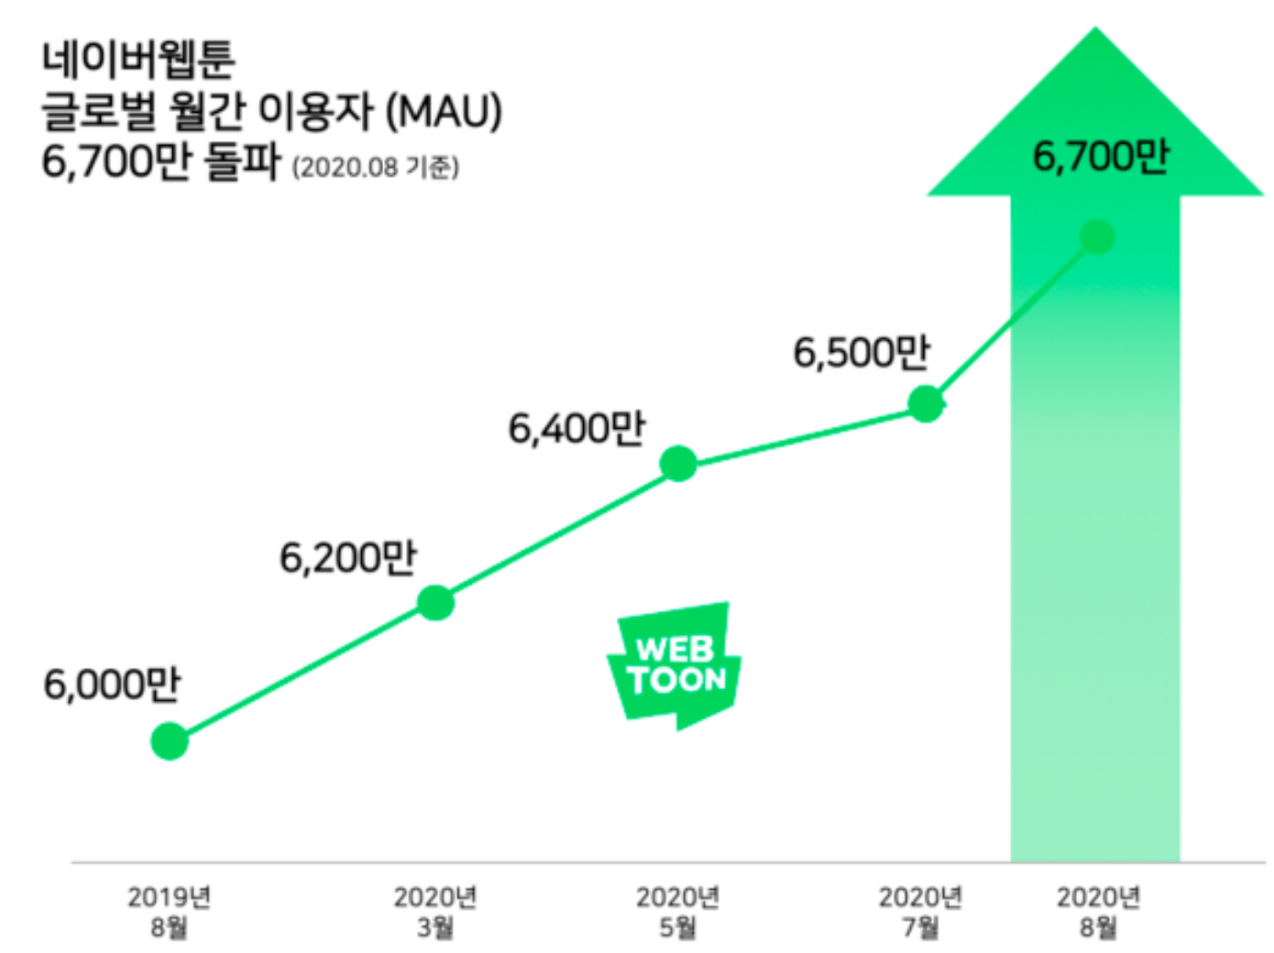 네이버웹툰
글로벌 월간 이용자 (MAU)
6,700만 돌파 (2020.08 기준)
6,700만
6,500만
6,400만
6,200만
6,000만
WEB
TOON
2019년
8월
2020년
3월
2020년
5월
2020년
7월
2020년
8월